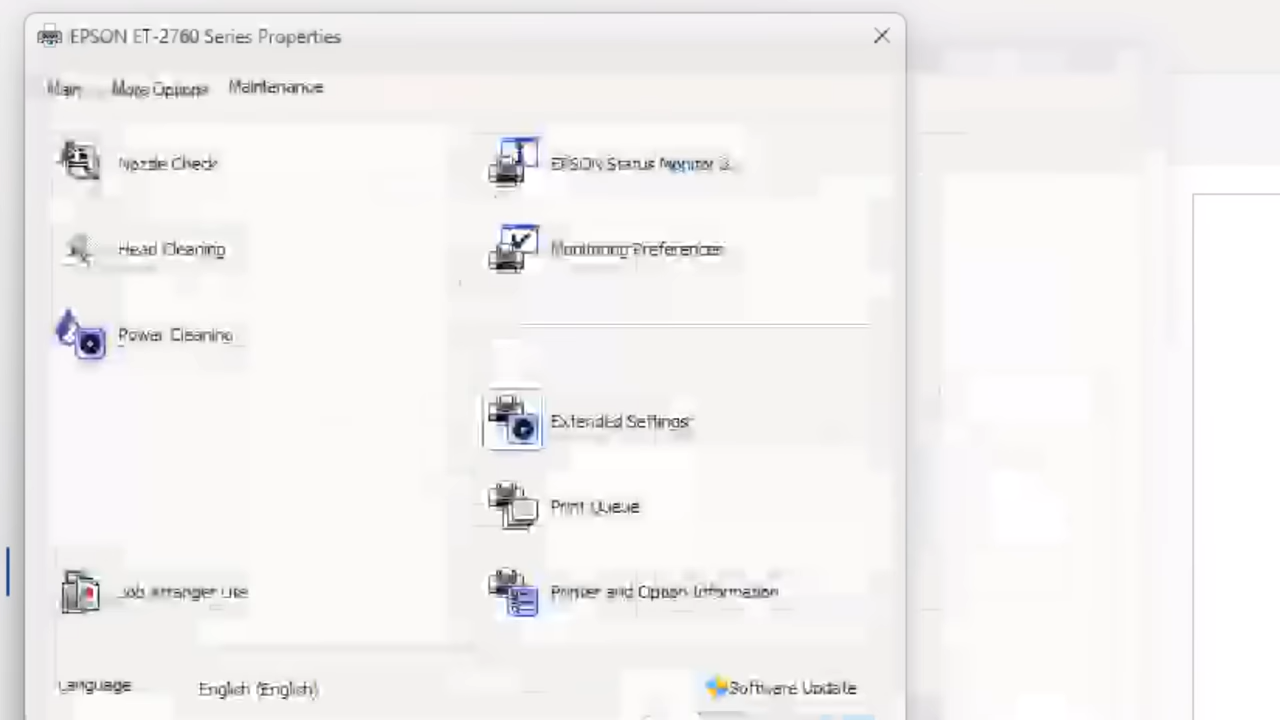 EPSON ET-2760 Series Properties
Main More Options Maintenance
Nozzle Check
EPSON Status Monitor 3
Head Cleaning
Monitoring Preferences
Power Cleaning
Extended Settings
Print Queue
Job Arranger Lite
Printer and Option Information
Language English (English)
Software Update